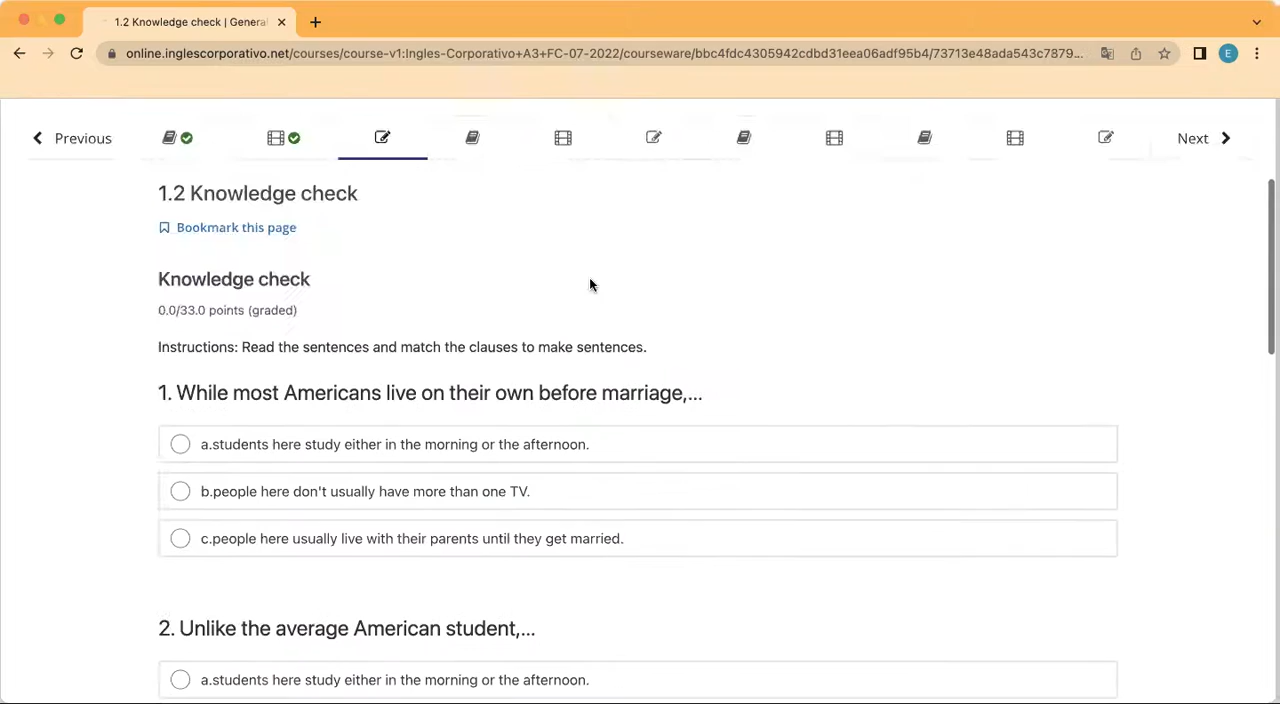 1.2 Knowledge check | General
online.inglescorporativo.net/courses/course-v1:Ingles-Corporativo+A3+FC-07-2022/courseware/bbc4fdc4305942cdbd31eea06adf95b4/73713e48ada543c7879...
E
Previous
Next
1.2 Knowledge check
Bookmark this page
Knowledge check
0.0/33.0 points (graded)
Instructions: Read the sentences and match the clauses to make sentences.
1. While most Americans live on their own before marriage,...
a.students here study either in the morning or the afternoon.
b.people here don't usually have more than one TV.
c.people here usually live with their parents until they get married.
2. Unlike the average American student,...
a.students here study either in the morning or the afternoon.